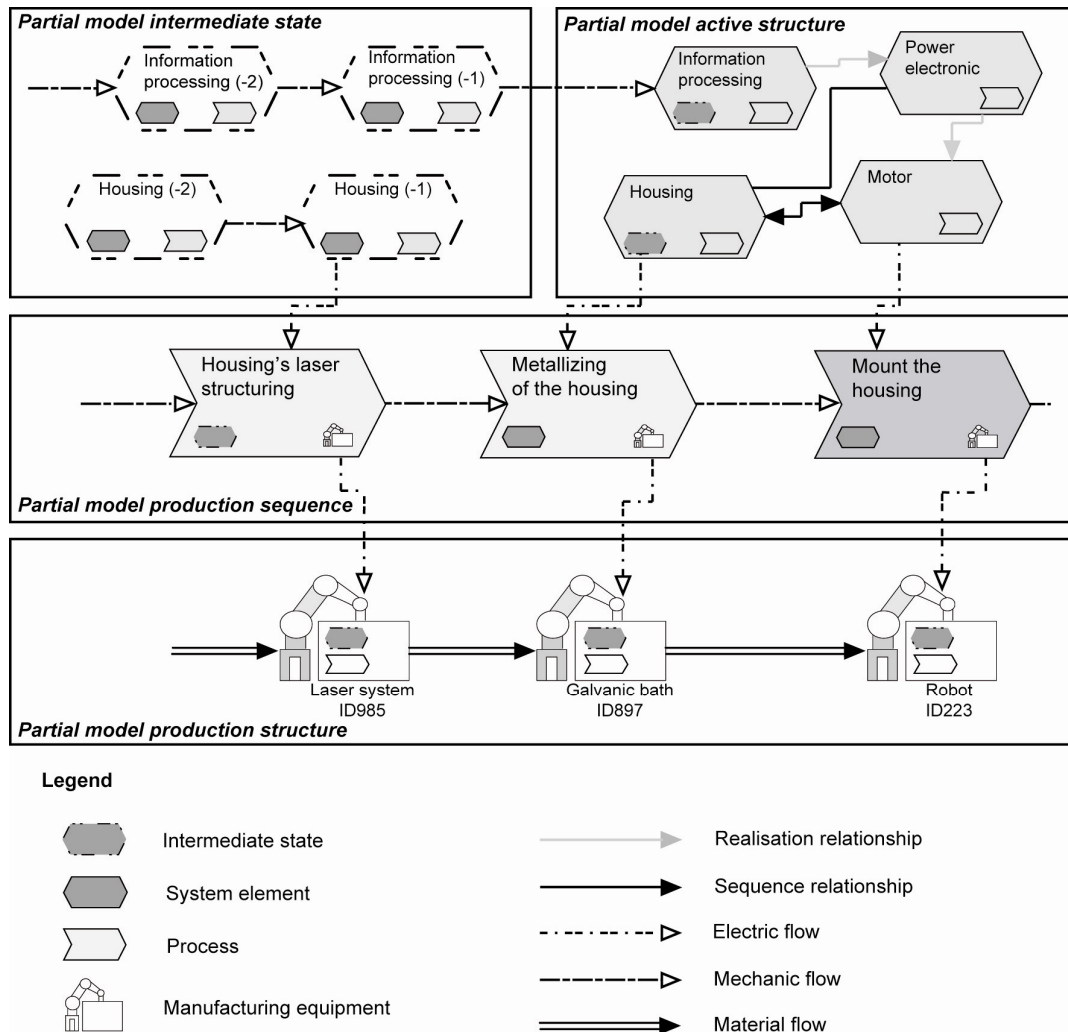 Partial model intermediate state
Information
processing (-2)
Information
processing (-1)
Housing (-2)
Housing (-1)
Partial model active structure
Information
processing
Power
electronic
Housing
Motor
Housing's laser
structuring
Metallizing
of the housing
Mount the
housing
Partial model production sequence
Laser system
ID985
Galvanic bath
ID897
Robot
ID223
Partial model production structure
Legend
Intermediate state
System element
Process
Manufacturing equipment
Realisation relationship
Sequence relationship
Electric flow
Mechanic flow
Material flow